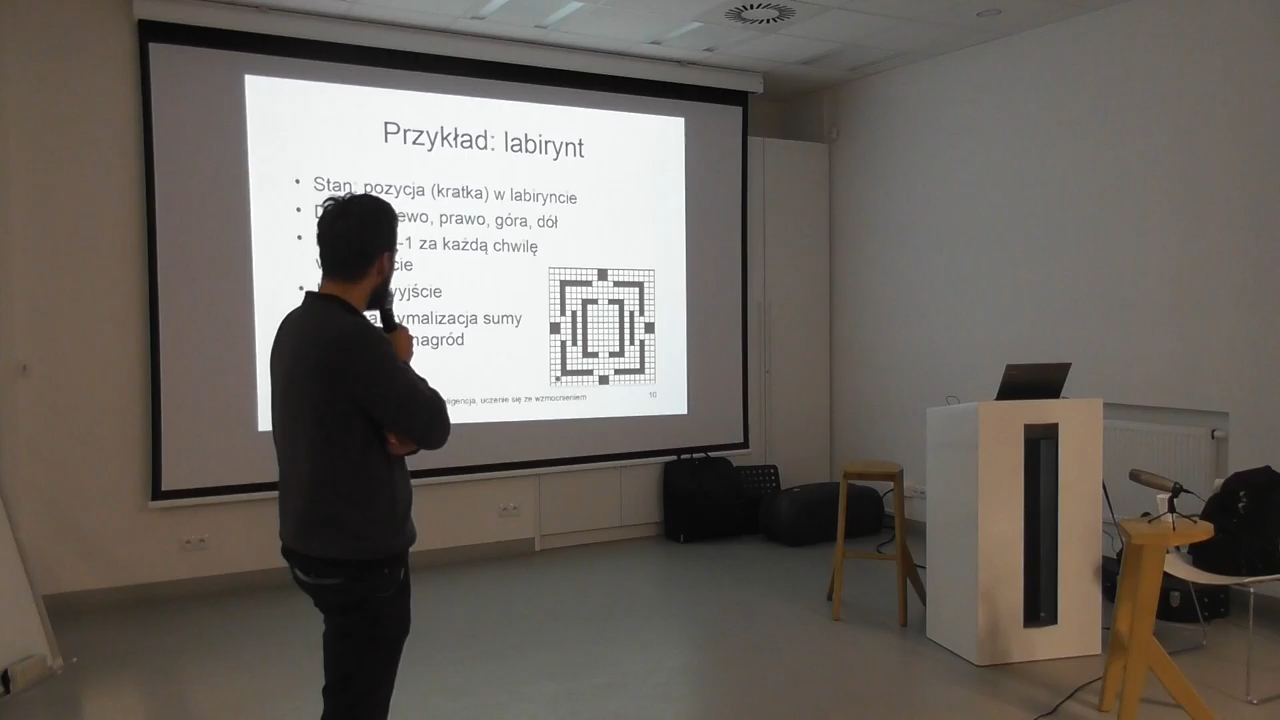 Przykład: labirynt
• Stan: pozycja (kratka) w labiryncie
• ewo, prawo, góra, dół
• -1 za każdą chwilę
cie
• wyjście
ymalizacja sumy
nagród
ligencja, uczenie się ze wzmocnieniem
10